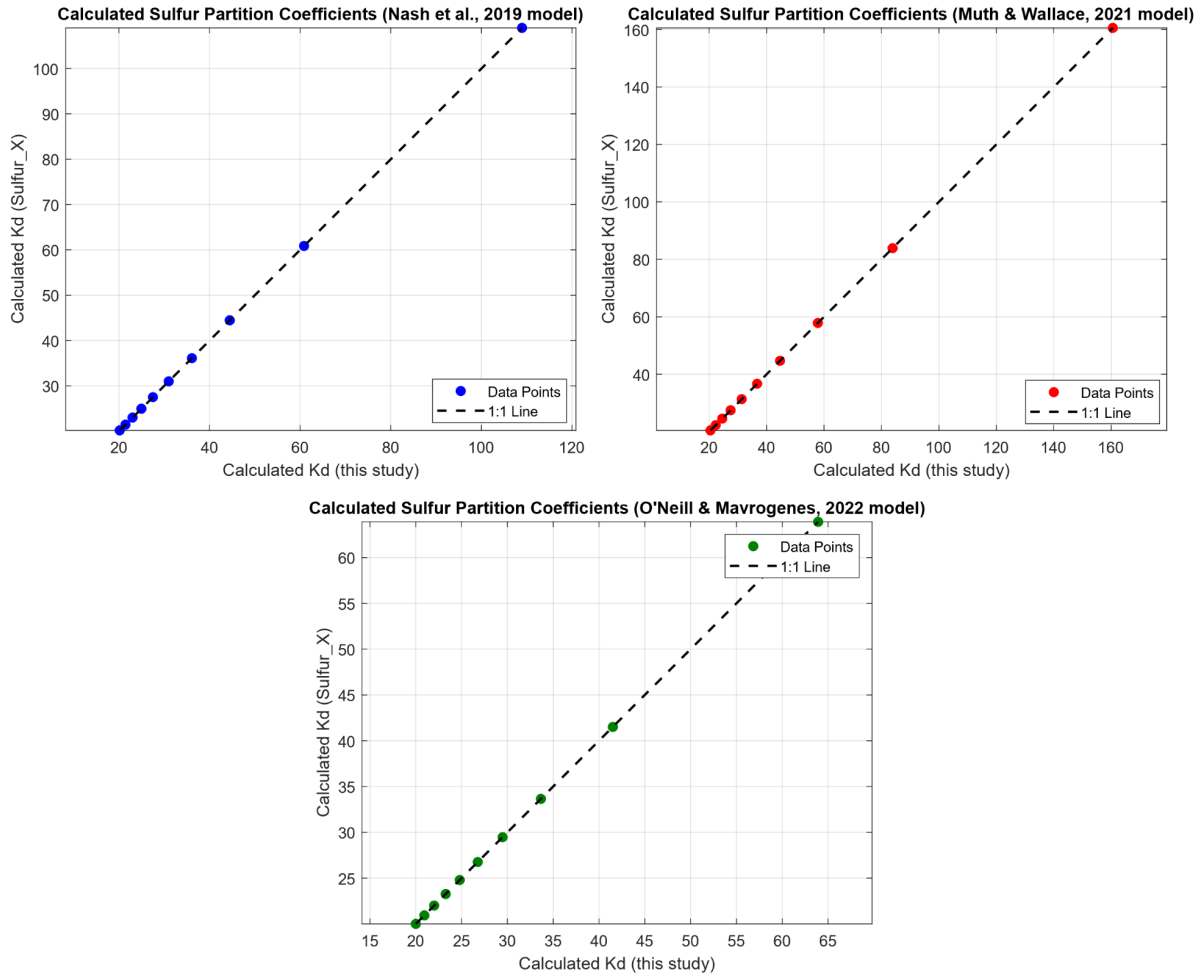 Calculated Sulfur Partition Coefficients (Nash et al., 2019 model)
Calculated Kd (Sulfur_X)
100
90
80
70
60
50
40
30
Data Points
1:1 Line
20 40 60 80 100 120
Calculated Kd (this study)
Calculated Sulfur Partition Coefficients (Muth & Wallace, 2021 model)
Calculated Kd (Sulfur_X)
160
140
120
100
80
60
40
Data Points
1:1 Line
20 40 60 80 100 120 140 160
Calculated Kd (this study)
Calculated Sulfur Partition Coefficients (O'Neill & Mavrogenes, 2022 model)
Calculated Kd (Sulfur_X)
Data Points
1:1 Line
60
55
50
45
40
35
30
25
15 20 25 30 35 40 45 50 55 60 65
Calculated Kd (this study)